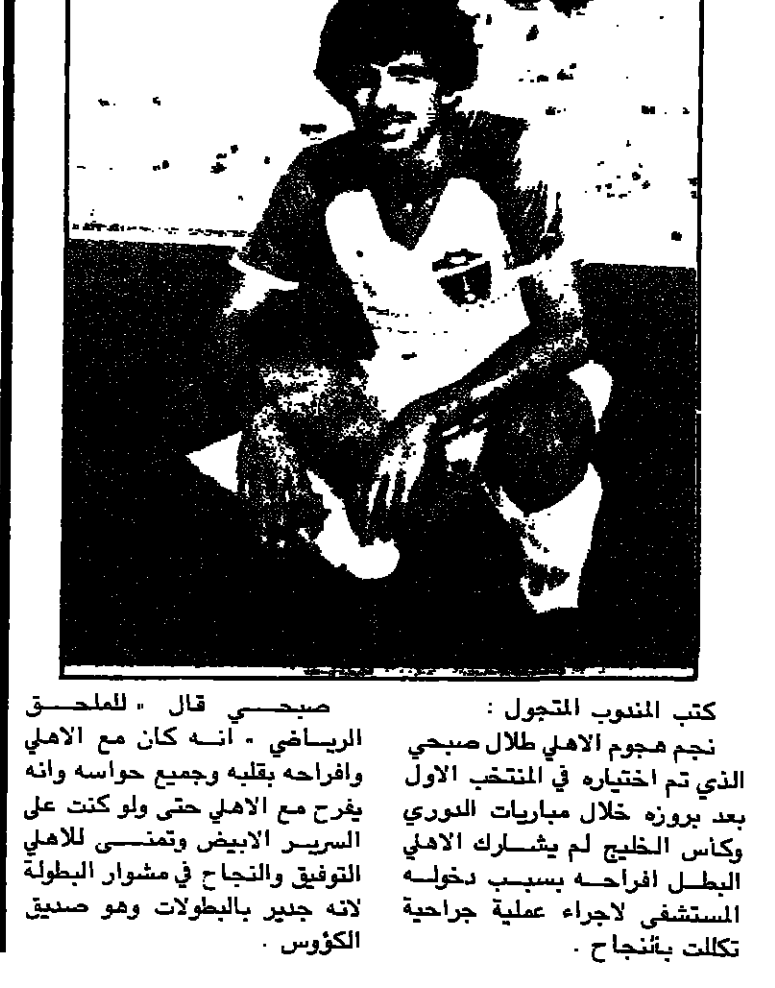 كتب المندوب المتجول :
نجم هجوم الاهلي طلال صبحي
الذي تم اختياره في المنتخب الاول
بعد بروزه خلال مباريات الدوري
وكأس الخليج لم يشارك الاهلي
البطل افراحه بسبب دخوله
المستشفى لاجراء عملية جراحية
تكللت بالنجاح .
صبحي قال « للملحق
الرياضي » انه كان مع الاهلي
وافراحه بقلبه وجميع حواسه وانه
يفرح مع الاهلي حتى ولو كنت على
السرير الابيض وتمنى للاهلي
التوفيق والنجاح في مشوار البطولة
لانه جدير بالبطولات وهو صديق
الكؤوس .